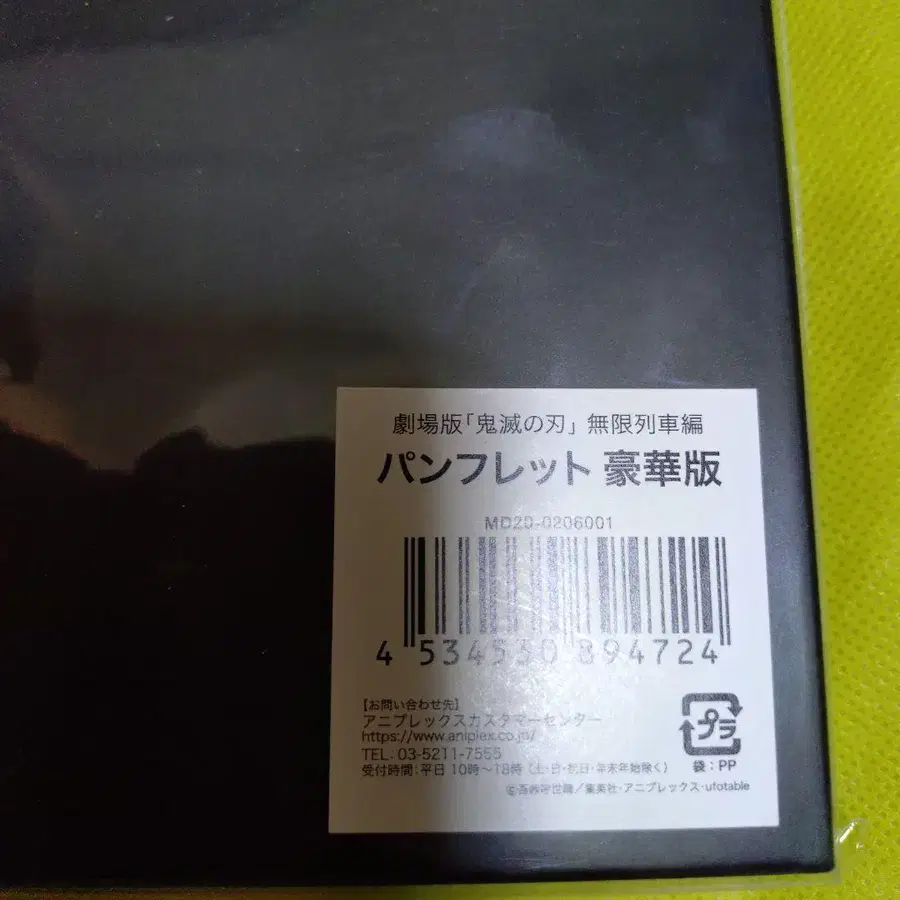 劇場版「鬼滅の刃」無限列車編
パンフレット 豪華版
MD20-0206001
4 534530 894724
【お問い合わせ先】
アニプレックスカスタマーセンター
https://www.aniplex.co.jp/
TEL: 03-5211-7555
受付時間:平日 10時～18時(土・日・祝日・年末年始除く)
プラ
袋:PP
©吾峠呼世晴/集英社・アニプレックス・ufotable